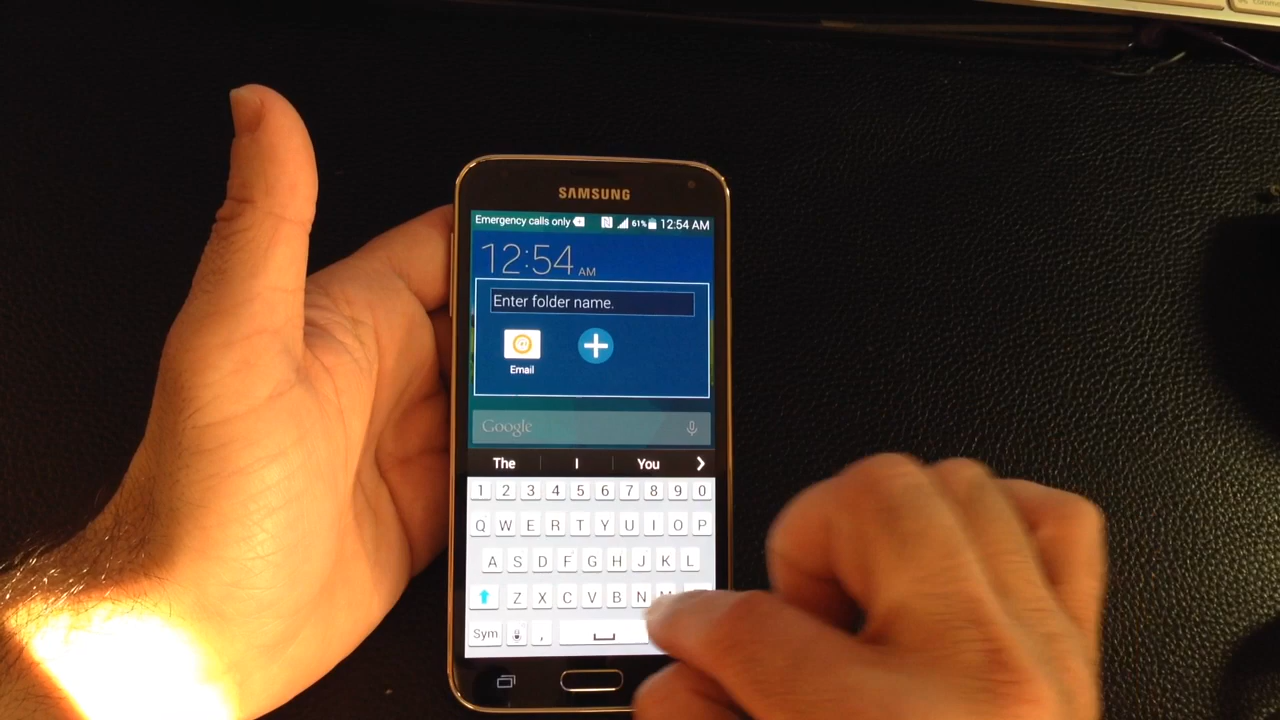 SAMSUNG
Emergency calls only 61% 12:54 AM
12:54 AM
Enter folder name.
@
Email
Google
The I You
1 2 3 4 5 6 7 8 9 0
Q W E R T Y U I O P
A S D F G H J K L
Z X C V B N
Sym ,